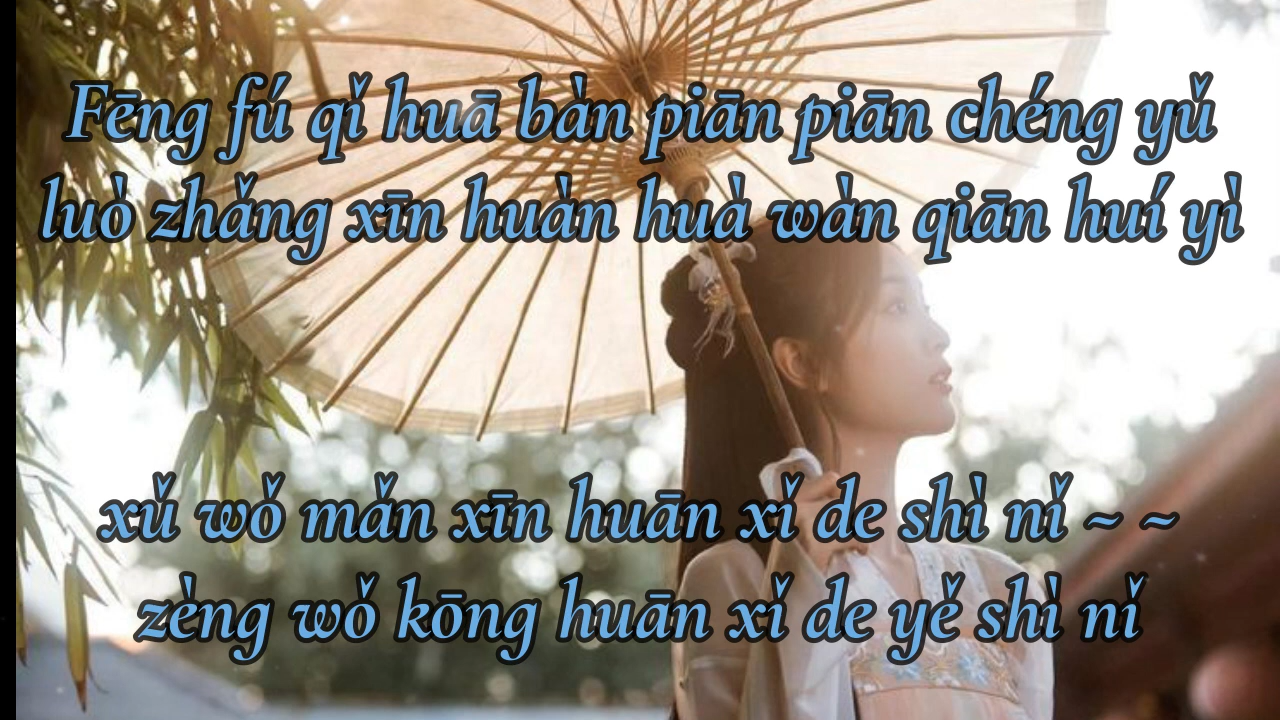 Fēng fú qǐ huā bàn piān piān chéng yǔ
luò zhǎng xīn huàn huà wàn qiān huí yì
xǔ wǒ mǎn xīn huān xǐ de shì nǐ ~ ~
zèng wǒ kōng huān xǐ de yě shì nǐ